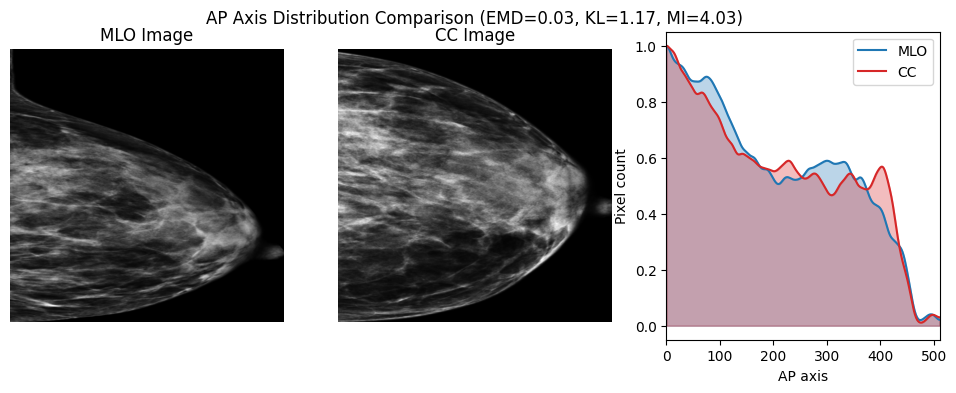 AP Axis Distribution Comparison (EMD=0.03, KL=1.17, MI=4.03)
MLO Image
CC Image
MLO
CC
Pixel count
1.0
0.8
0.6
0.4
0.2
0.0
0 100 200 300 400 500
AP axis